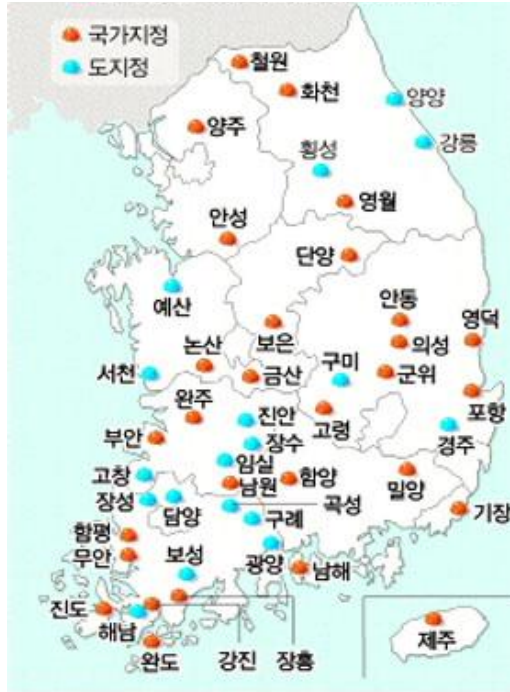 국가지정
도지정
철원
화천
양양
양주
강릉
횡성
영월
안성
단양
예산
안동
영덕
보은
의성
논산
구미
서천
금산
군위
완주
고령
포항
진안
경주
부안
장수
임실
고창
함양
밀양
남원
장성
곡성
담양
구례
기장
함평
무안
보성
광양
남해
진도
해남
제주
완도
강진
장흥